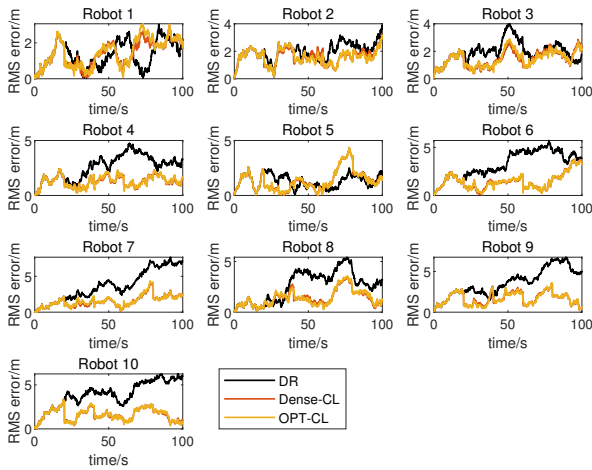 Robot 1
Robot 2
Robot 3
RMS error/m
2
0
0
50
100
time/s
RMS error/m
4
2
0
0
50
100
time/s
RMS error/m
4
2
0
0
50
100
time/s
Robot 4
Robot 5
Robot 6
RMS error/m
5
0
0
50
100
time/s
RMS error/m
5
0
0
50
100
time/s
RMS error/m
5
0
0
50
100
time/s
Robot 7
Robot 8
Robot 9
RMS error/m
5
0
0
50
100
time/s
RMS error/m
5
0
0
50
100
time/s
RMS error/m
5
0
0
50
100
time/s
Robot 10
RMS error/m
5
0
0
50
100
time/s
DR
Dense-CL
OPT-CL